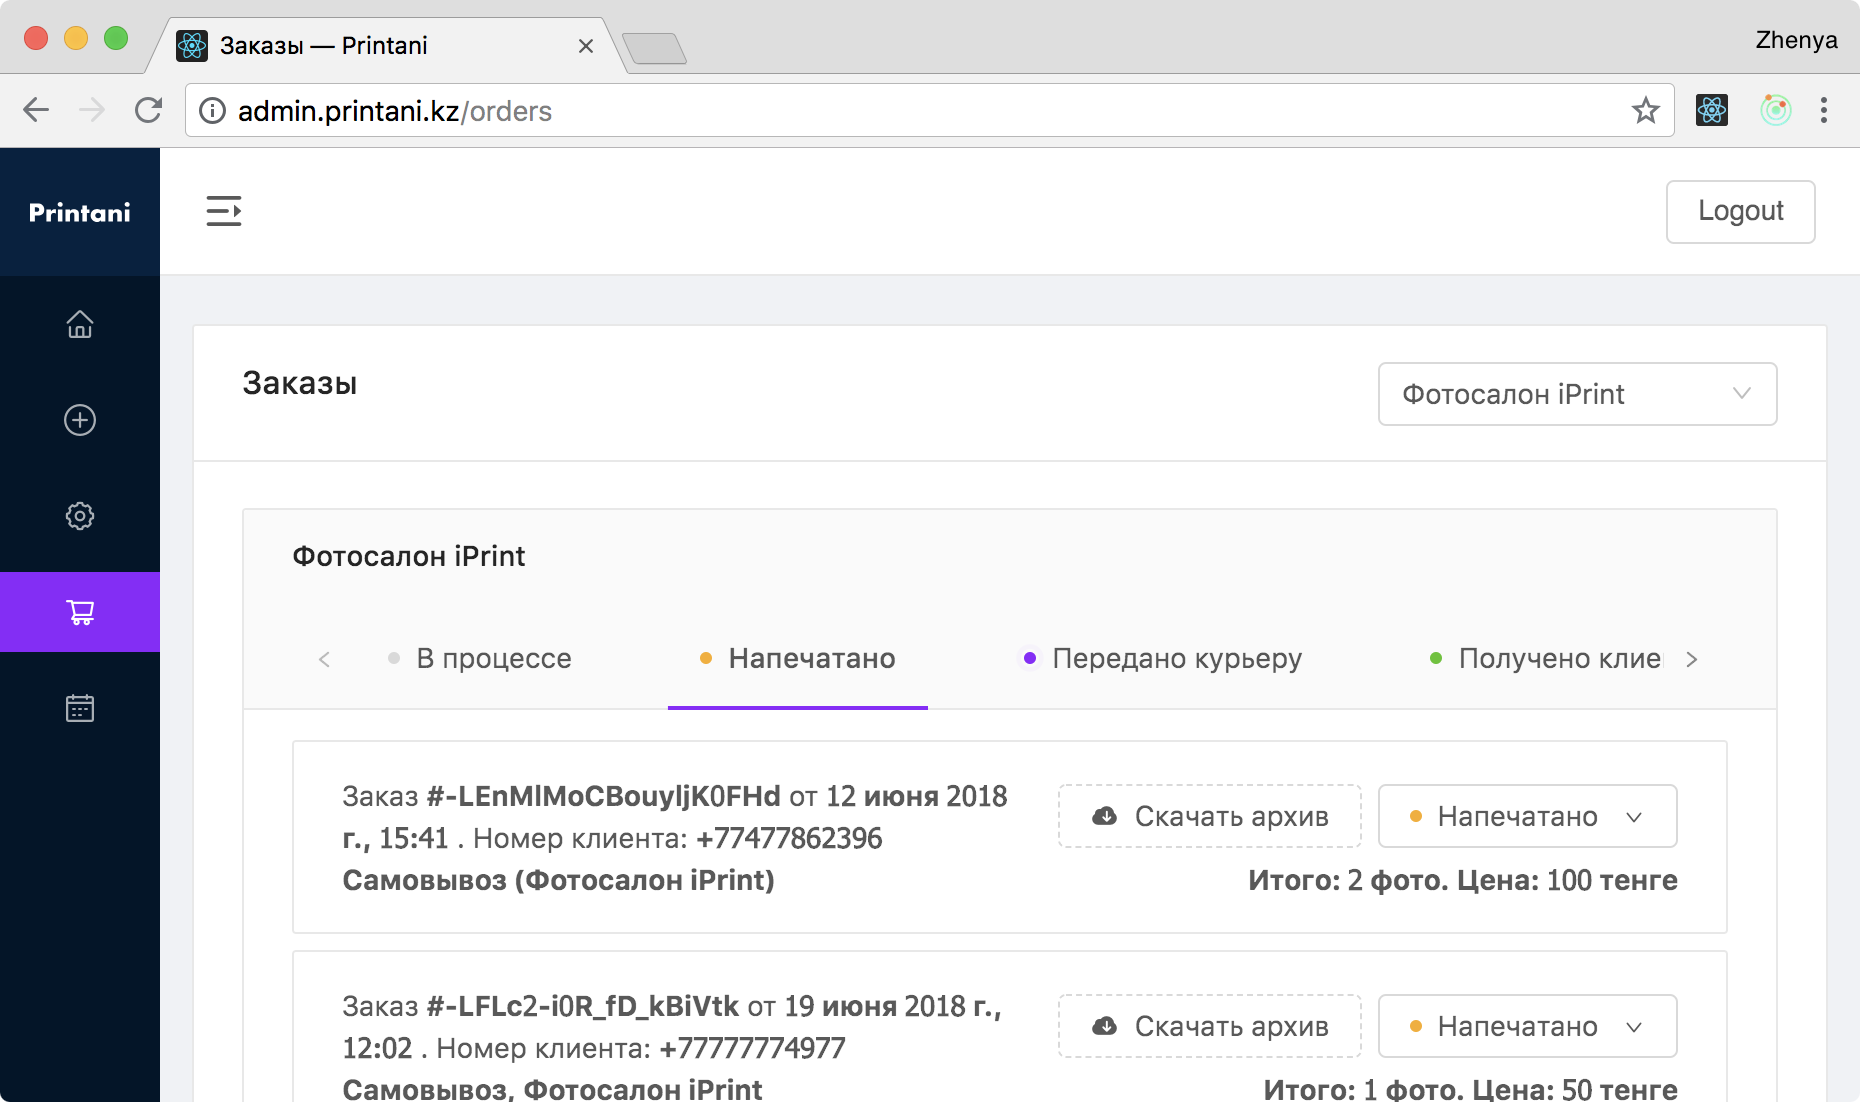 Заказы — Printani
Zhenya
admin.printani.kz/orders
Printani
Logout
Заказы
Фотосалон iPrint
Фотосалон iPrint
В процессе
Напечатано
Передано курьеру
Получено клие
Заказ #-LEnMlMoCBouyljK0FHd от 12 июня 2018
г., 15:41 . Номер клиента: +77477862396
Самовывоз (Фотосалон iPrint)
Скачать архив
Напечатано
Итого: 2 фото. Цена: 100 тенге
Заказ #-LFLc2-i0R_fD_kBiVtk от 19 июня 2018 г.,
12:02 . Номер клиента: +77777774977
Самовывоз, Фотосалон iPrint
Скачать архив
Напечатано
Итого: 1 фото. Цена: 50 тенге